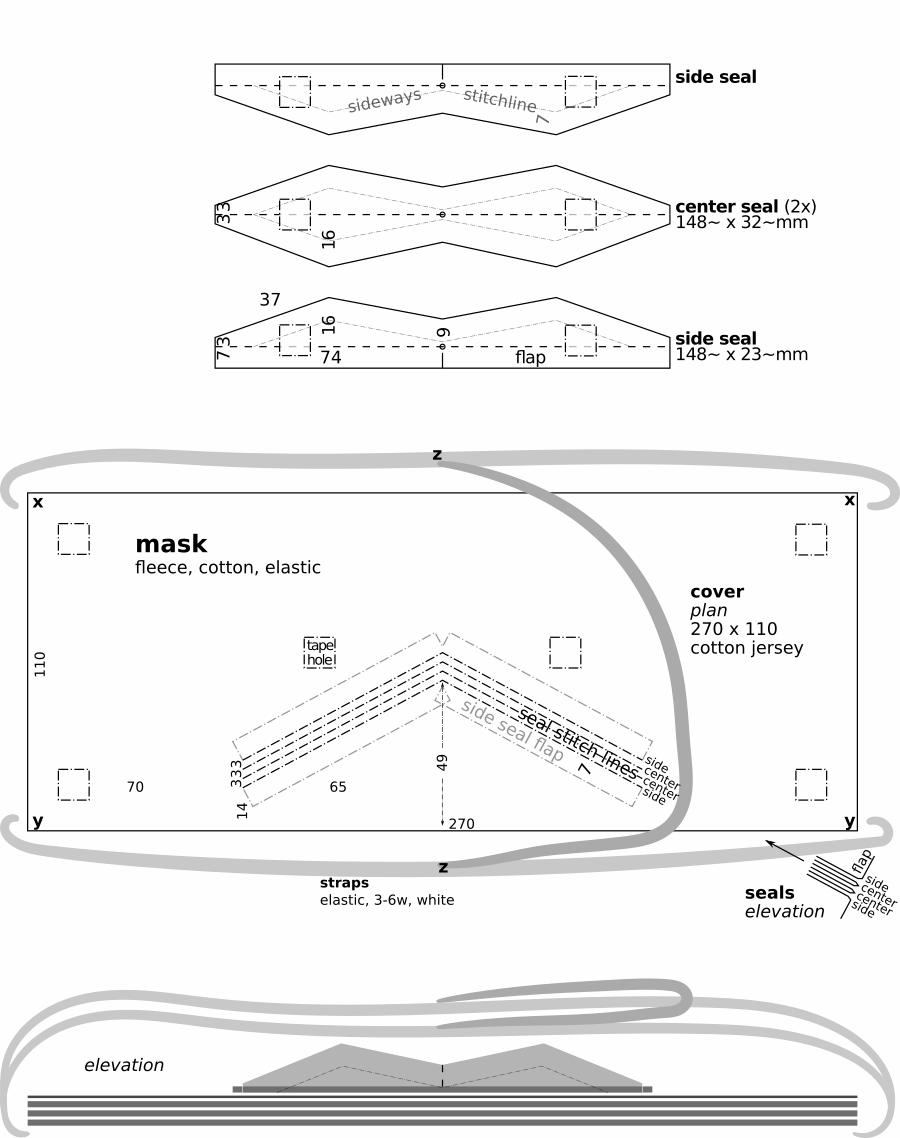 side seal
sideways
stitchline
7
center seal (2x)
148~ x 32~mm
33
16
37
16
9
side seal
148~ x 23~mm
7 3
74
flap
z
x
x
mask
fleece, cotton, elastic
cover
plan
270 x 110
cotton jersey
110
tape
hole
side seal flap
seal stitch lines
7
49
side
center
center
side
333
14
70
65
270
y
y
z
straps
elastic, 3-6w, white
seals
elevation
flap
side
center
center
side
elevation